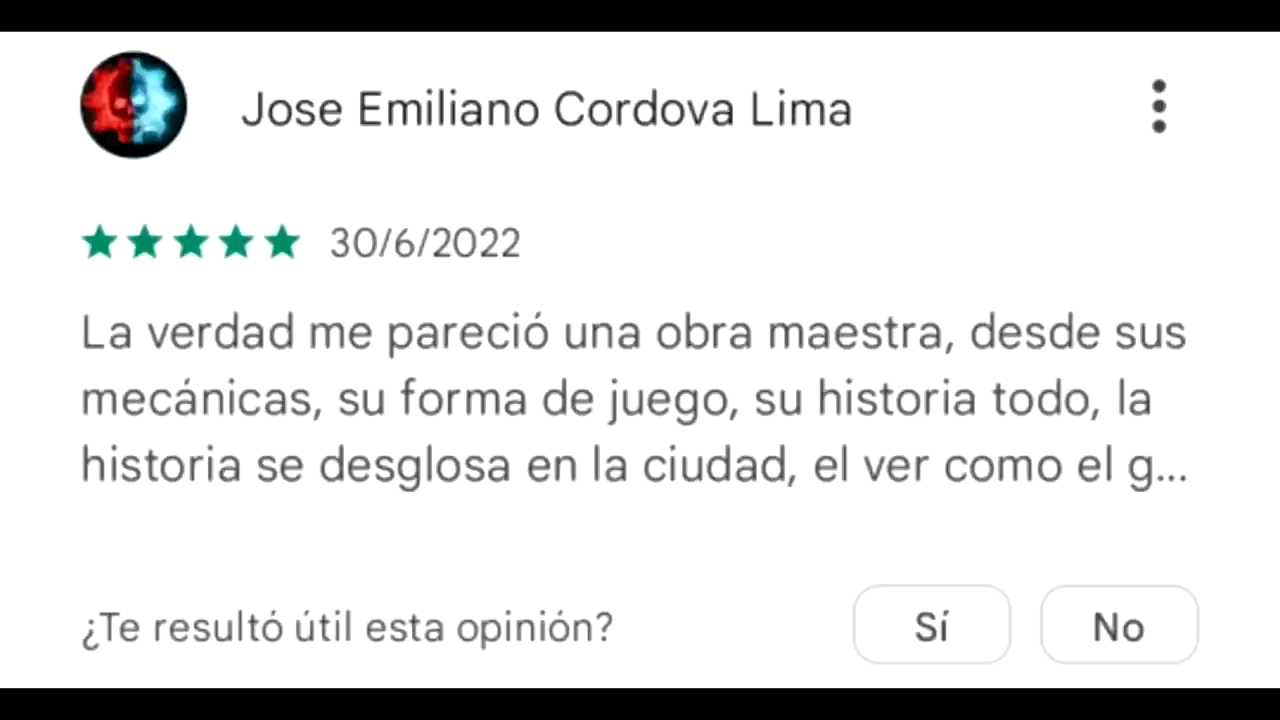 Jose Emiliano Cordova Lima
30/6/2022
La verdad me pareció una obra maestra, desde sus
mecánicas, su forma de juego, su historia todo, la
historia se desglosa en la ciudad, el ver como el g...
¿Te resultó útil esta opinión?
Sí
No